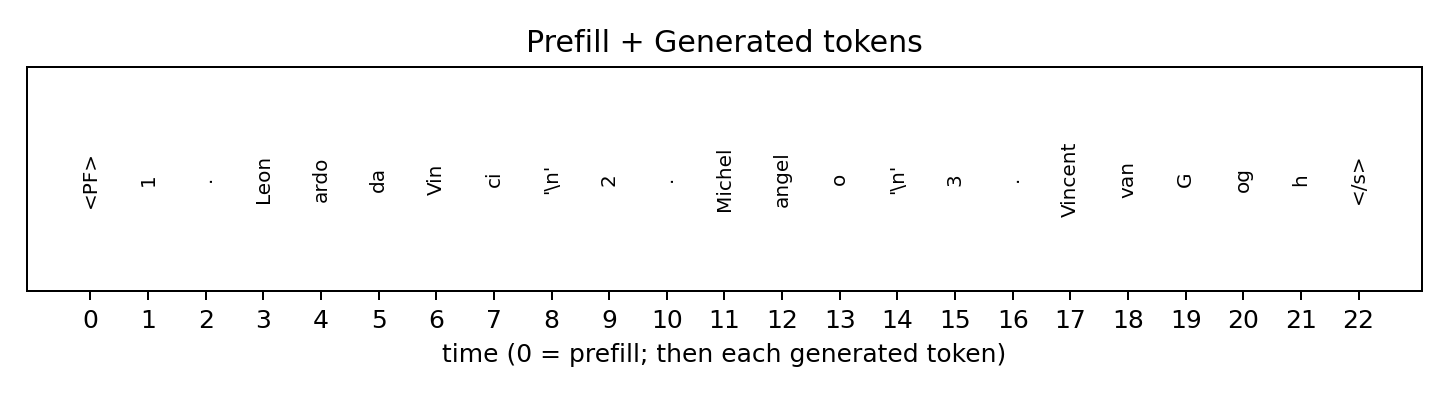 Prefill + Generated tokens
<PF> 1 . Leon ardo da Vin ci '\n' 2 . Michel angel o '\n' 3 . Vincent van G og h </s>
0 1 2 3 4 5 6 7 8 9 10 11 12 13 14 15 16 17 18 19 20 21 22
time (0 = prefill; then each generated token)